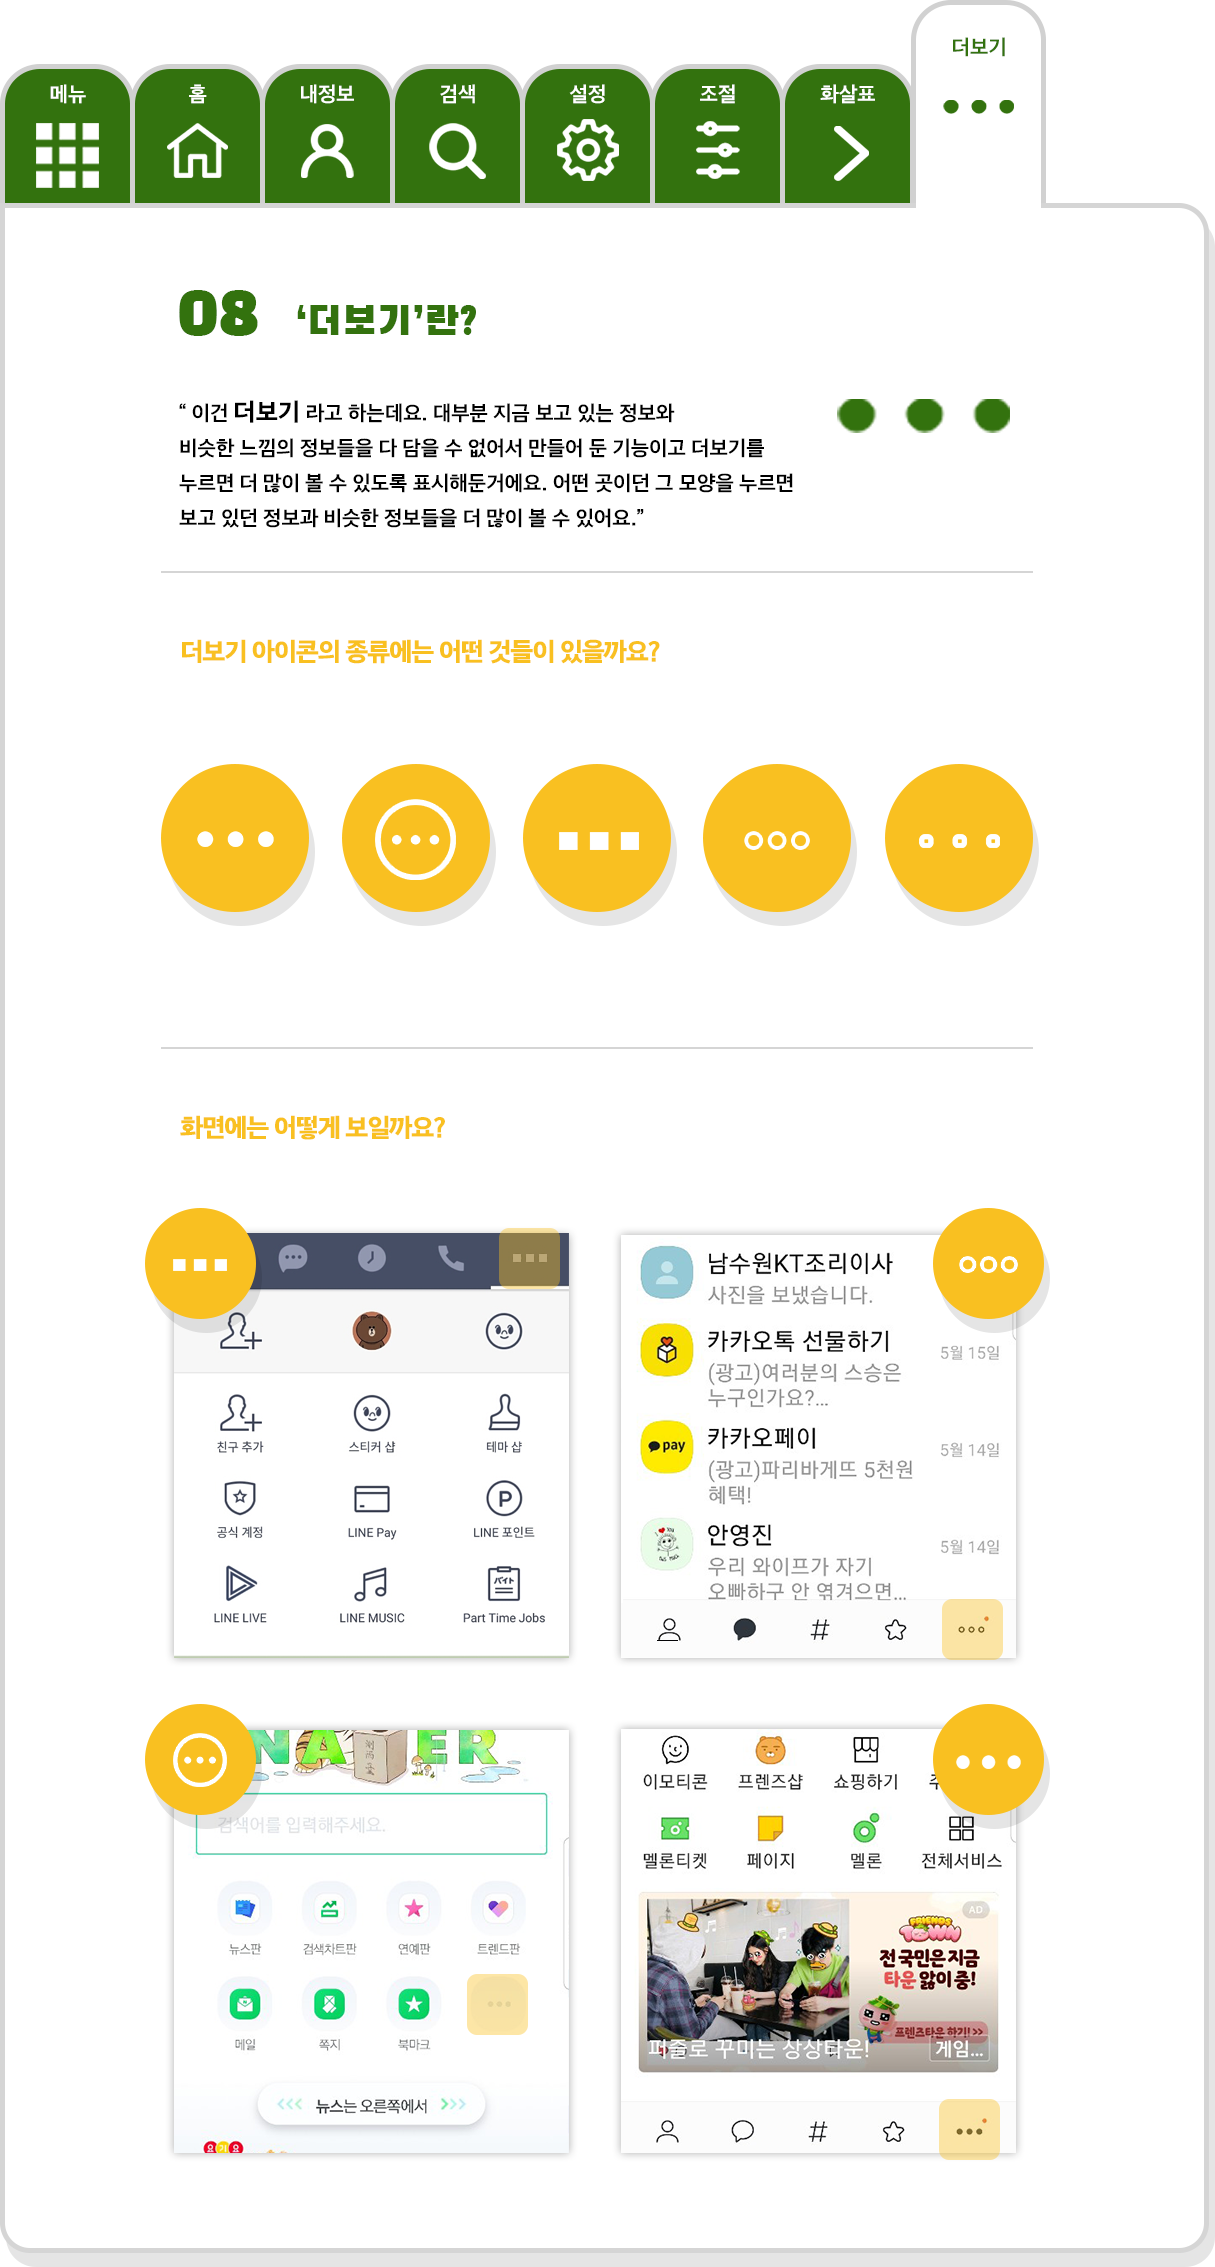 더보기
메뉴
홈
내정보
검색
설정
조절
화살표
08 ‘더보기’란?
“ 이건 더보기 라고 하는데요. 대부분 지금 보고 있는 정보와
비슷한 느낌의 정보들을 다 담을 수 없어서 만들어 둔 기능이고 더보기를
누르면 더 많이 볼 수 있도록 표시해둔거에요. 어떤 곳이던 그 모양을 누르면
보고 있던 정보과 비슷한 정보들을 더 많이 볼 수 있어요.”
더보기 아이콘의 종류에는 어떤 것들이 있을까요?
화면에는 어떻게 보일까요?
친구 추가
스티커 샵
테마 샵
공식 계정
LINE Pay
P
LINE 포인트
バイト
LINE LIVE
LINE MUSIC
Part Time Jobs
남수원KT조리이사
사진을 보냈습니다.
카카오톡 선물하기
5월 15일
(광고)여러분의 스승은
누구인가요?...
pay
카카오페이
5월 14일
(광고)파리바게뜨 5천원
혜택!
안영진
5월 14일
우리 와이프가 자기
오빠하구 안 엮겨으면...
#
NAVER
검색어를 입력해주세요.
뉴스판
검색차트판
연예판
트렌드판
메일
쪽지
북마크
뉴스는 오른쪽에서
요기요
이모티콘
프렌즈샵
쇼핑하기
멜론티켓
페이지
멜론
전체서비스
AD
FRIENDS
TOWN
전 국민은 지금
타운 앓이 중!
프렌즈타운 하기! >>
퍼즐로 꾸미는 상상타운!
게임...
#